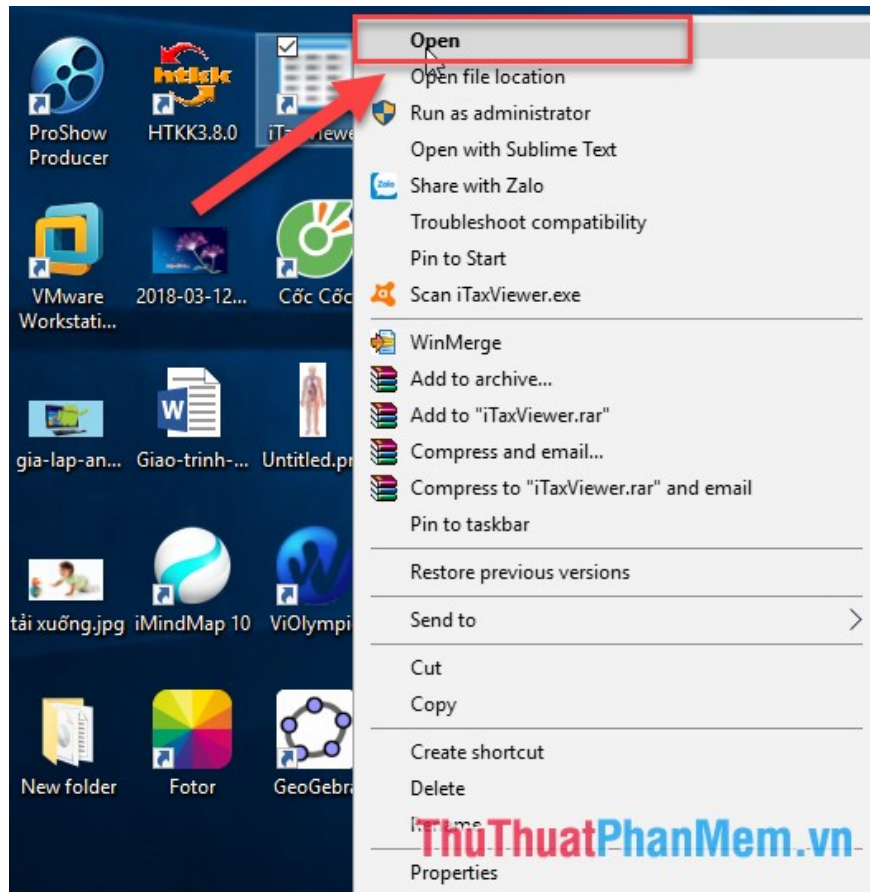 ProShow
Producer
htkk
HTKK3.8.0
VMware
Workstati...
2018-03-12...
Cốc Cốc
gia-lap-an...
W
Giao-trinh-...
tải xuống.jpg
iMindMap 10
New folder
Fotor
Open
Open file location
Run as administrator
Open with Sublime Text
Zalo
Share with Zalo
Troubleshoot compatibility
Pin to Start
Scan iTaxViewer.exe
WinMerge
Add to archive...
Add to "iTaxViewer.rar"
Compress and email...
Compress to "iTaxViewer.rar" and email
Pin to taskbar
Restore previous versions
Send to
Cut
Copy
Create shortcut
Delete
Rename
ThuThuatPhanMem.vn
Properties